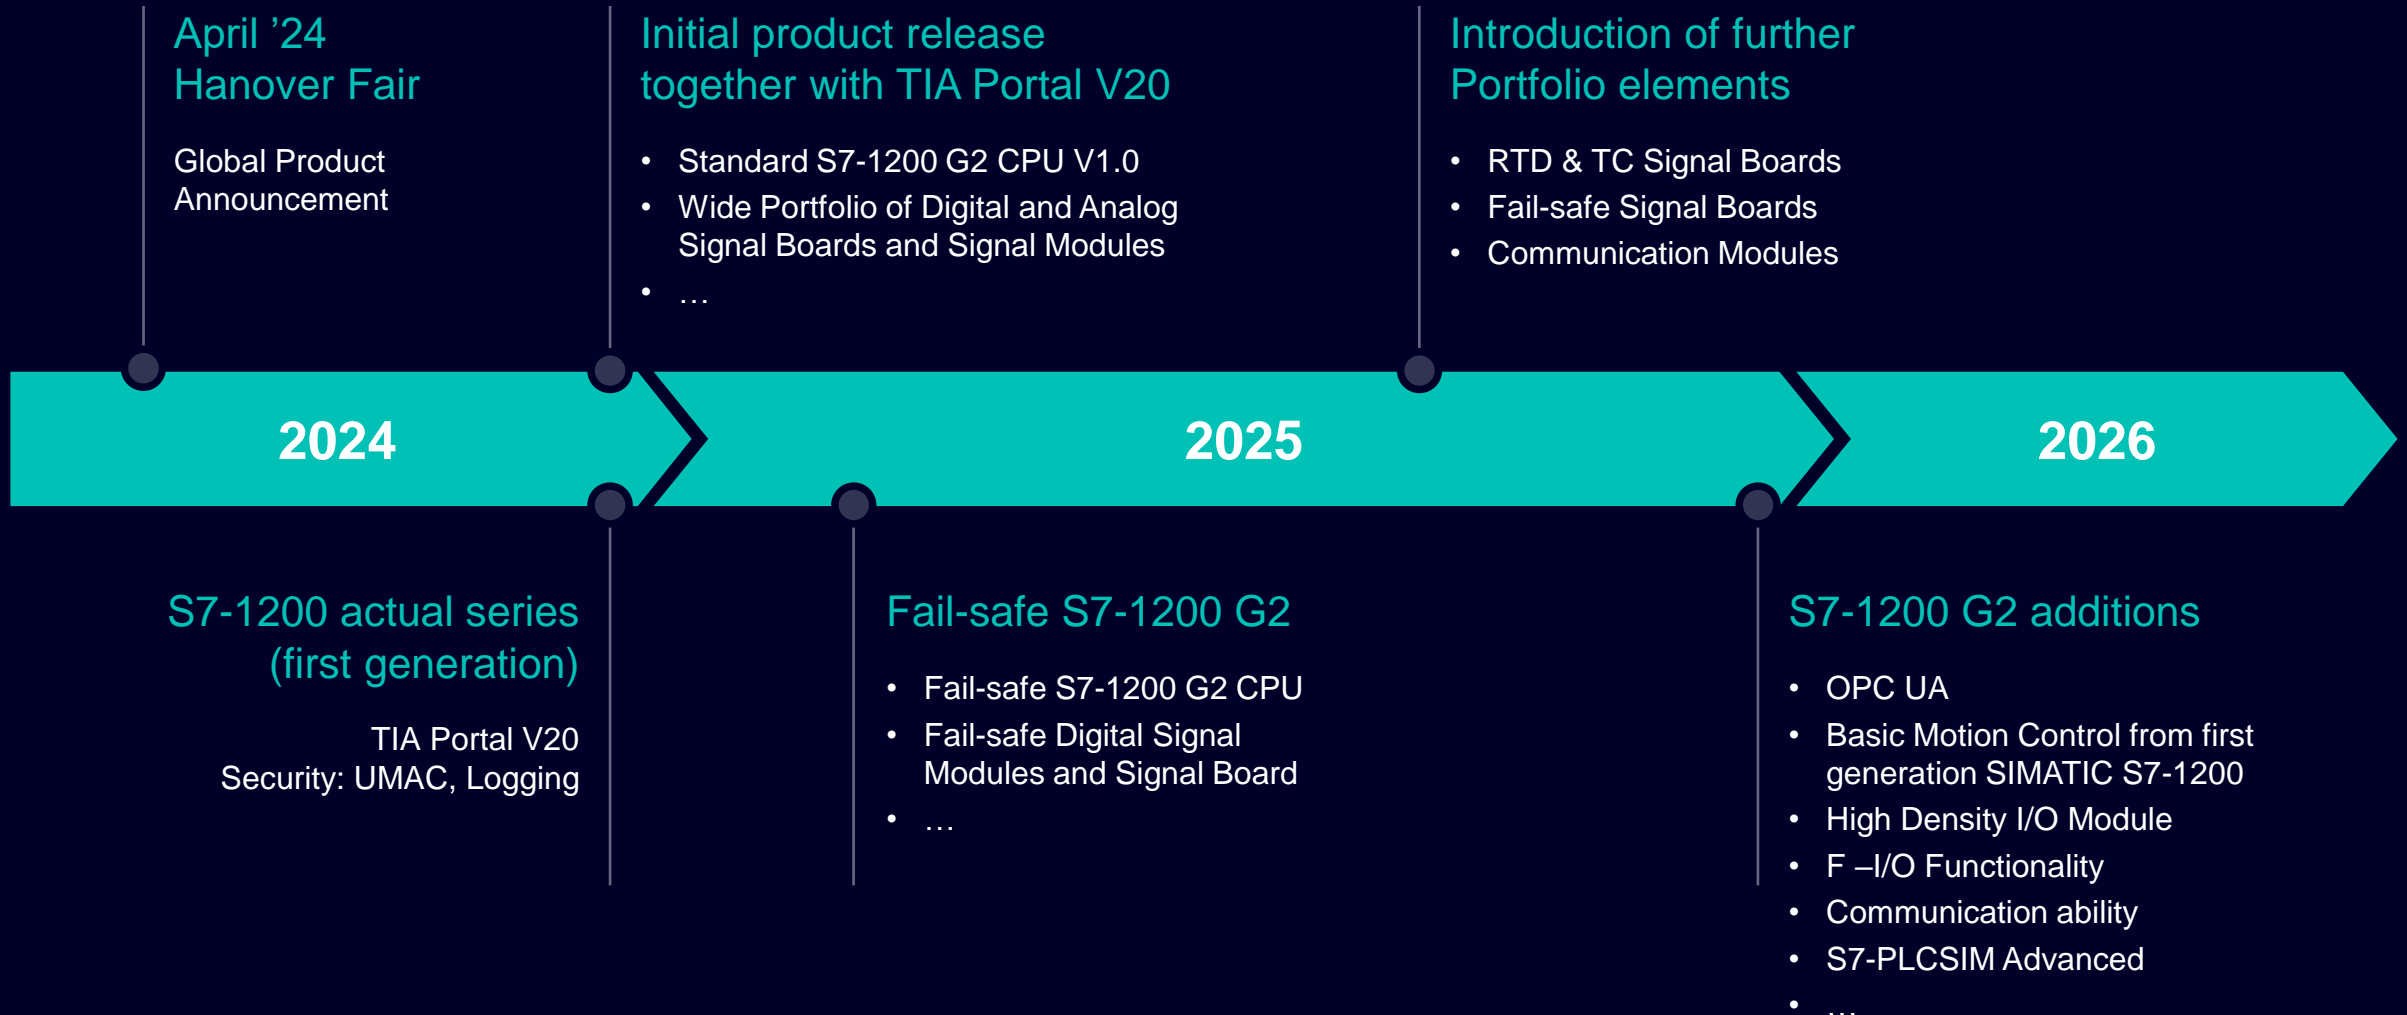 April ’24
Hanover Fair
Global Product
Announcement
Initial product release
together with TIA Portal V20
• Standard S7-1200 G2 CPU V1.0
• Wide Portfolio of Digital and Analog
Signal Boards and Signal Modules
• …
Introduction of further
Portfolio elements
• RTD & TC Signal Boards
• Fail-safe Signal Boards
• Communication Modules
2024
2025
2026
S7-1200 actual series
(first generation)
TIA Portal V20
Security: UMAC, Logging
Fail-safe S7-1200 G2
• Fail-safe S7-1200 G2 CPU
• Fail-safe Digital Signal
Modules and Signal Board
• …
S7-1200 G2 additions
• OPC UA
• Basic Motion Control from first
generation SIMATIC S7-1200
• High Density I/O Module
• F –I/O Functionality
• Communication ability
• S7-PLCSIM Advanced
• …